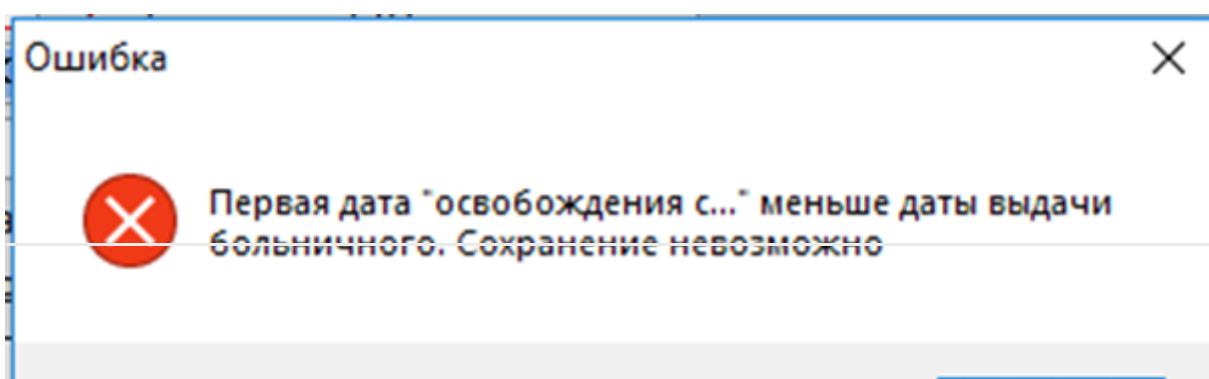 Ошибка
Первая дата "освобождения с..." меньше даты выдачи
больничного. Сохранение невозможно